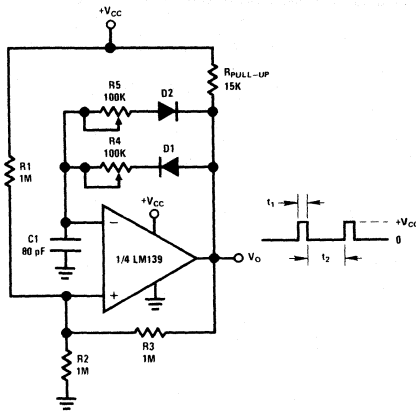 +VCC
RPULL-UP
15K
R5
100K
D2
R4
100K
D1
R1
1M
+VCC
C1
80 pF
1/4 LM139
VO
R3
1M
R2
1M
t1
+VCC
0
t2
−
+